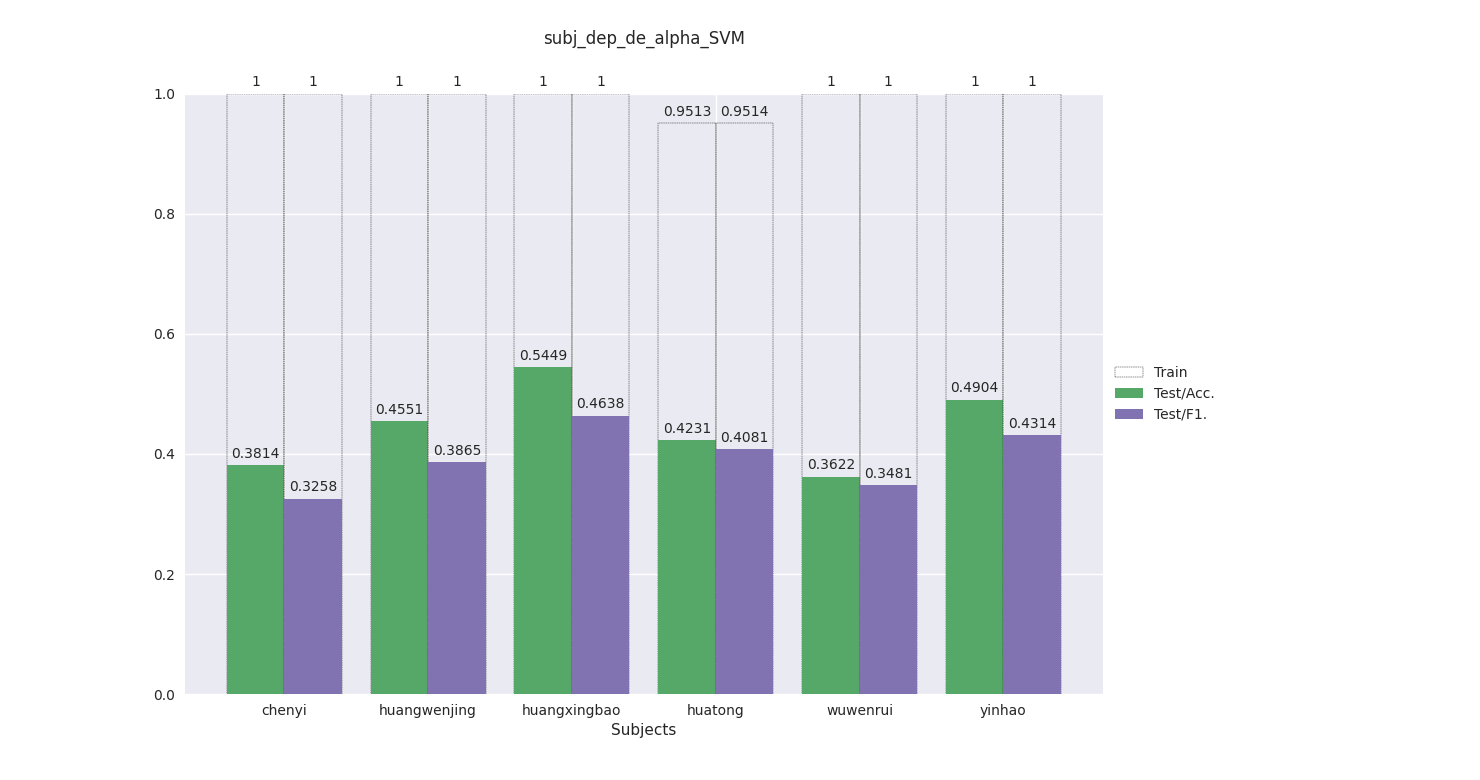 subj_dep_de_alpha_SVM
1 1 1 1 1 1 1 1 1 1
1.0
0.9513 0.9514
0.8
0.6
0.5449
0.4904
0.4638
0.4551
0.4314
0.4231
0.4081
0.4
0.3865
0.3814
0.3622
0.3481
0.3258
0.2
0.0
chenyi huangwenjing huangxingbao huatong wuwenrui yinhao
Subjects
Train
Test/Acc.
Test/F1.